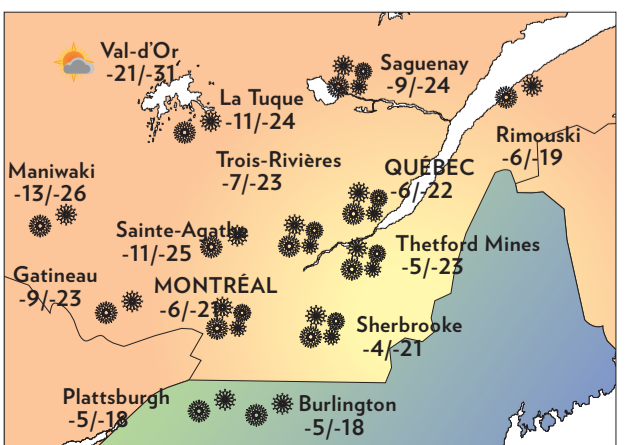 Val-d'Or
-21/-31
Saguenay
-9/-24
La Tuque
-11/-24
Rimouski
-6/-19
Trois-Rivières
-7/-23
QUÉBEC
-6/-22
Maniwaki
-13/-26
Sainte-Agathe
-11/-25
Thetford Mines
-5/-23
Gatineau
-9/-23
MONTRÉAL
-6/-21
Sherbrooke
-4/-21
Plattsburgh
-5/-18
Burlington
-5/-18